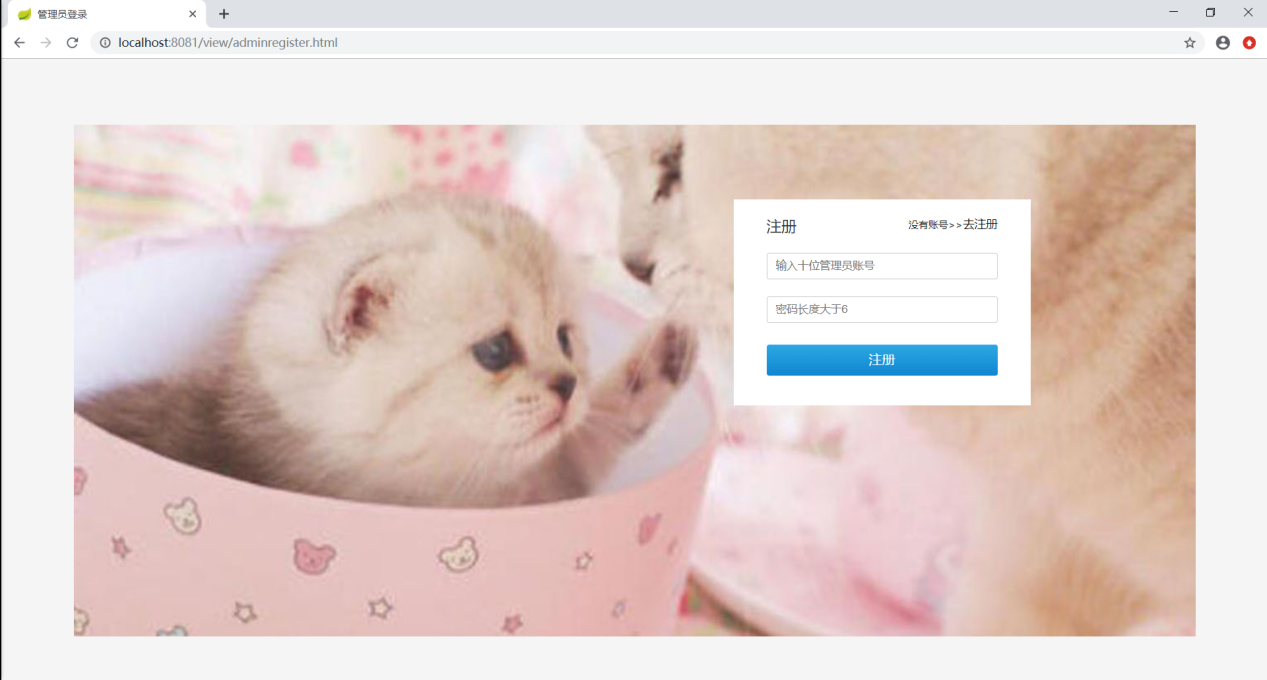 管理员登录
localhost:8081/view/adminregister.html
注册 没有账号>>去注册
输入十位管理员账号
密码长度大于6
注册